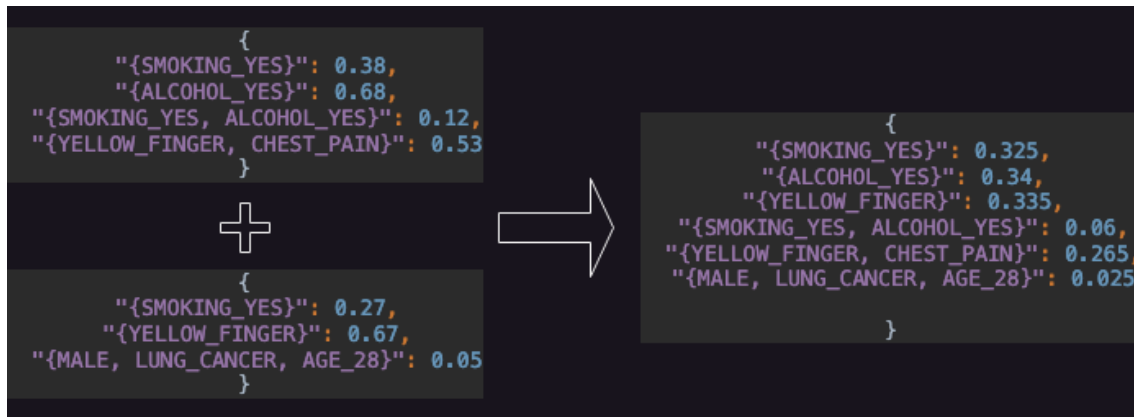 {
"{SMOKING_YES}": 0.38,
"{ALCOHOL_YES}": 0.68,
"{SMOKING_YES, ALCOHOL_YES}": 0.12,
"{YELLOW_FINGER, CHEST_PAIN}": 0.53
}
{
"{SMOKING_YES}": 0.27,
"{YELLOW_FINGER}": 0.67,
"{MALE, LUNG_CANCER, AGE_28}": 0.05
}
{
"{SMOKING_YES}": 0.325,
"{ALCOHOL_YES}": 0.34,
"{YELLOW_FINGER}": 0.335,
"{SMOKING_YES, ALCOHOL_YES}": 0.06,
"{YELLOW_FINGER, CHEST_PAIN}": 0.265,
"{MALE, LUNG_CANCER, AGE_28}": 0.025
}